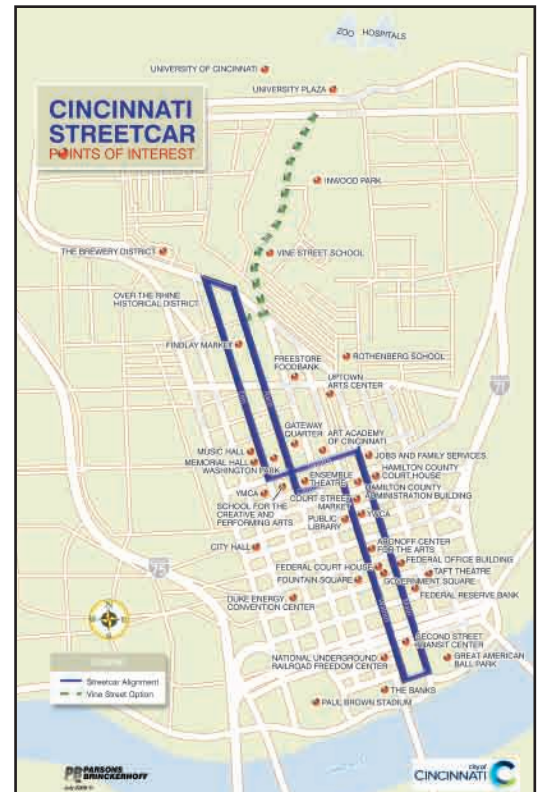 ZOO HOSPITALS
UNIVERSITY OF CINCINNATI
UNIVERSITY PLAZA
CINCINNATI
STREETCAR
POINTS OF INTEREST
INWOOD PARK
THE BREWERY DISTRICT
VINE STREET SCHOOL
OVER THE RHINE
HISTORICAL DISTRICT
FINDLAY MARKET
ROTHENBERG SCHOOL
FREESTORE
FOODBANK
71
UPTOWN
ARTS CENTER
GATEWAY
QUARTER
ART ACADEMY
OF CINCINNATI
MUSIC HALL
JOBS AND FAMILY SERVICES
MEMORIAL HALL
WASHINGTON PARK
HAMILTON COUNTY
COURT HOUSE
ENSEMBLE
THEATRE
HAMILTON COUNTY
ADMINISTRATION BUILDING
YMCA
COURT STREET
MARKET
SCHOOL FOR THE
CREATIVE AND
PERFORMING ARTS
PUBLIC
LIBRARY
YWCA
CITY HALL
ARONOFF CENTER
FOR THE ARTS
FEDERAL OFFICE BUILDING
75
FEDERAL COURT HOUSE
TAFT THEATRE
FOUNTAIN SQUARE
GOVERNMENT SQUARE
FEDERAL RESERVE BANK
DUKE ENERGY
CONVENTION CENTER
SECOND STREET
TRANSIT CENTER
NATIONAL UNDERGROUND
RAILROAD FREEDOM CENTER
GREAT AMERICAN
BALL PARK
Streetcar Alignment
Vine Street Option
THE BANKS
PAUL BROWN STADIUM
PB PARSONS
BRINCKERHOFF
city of
CINCINNATI